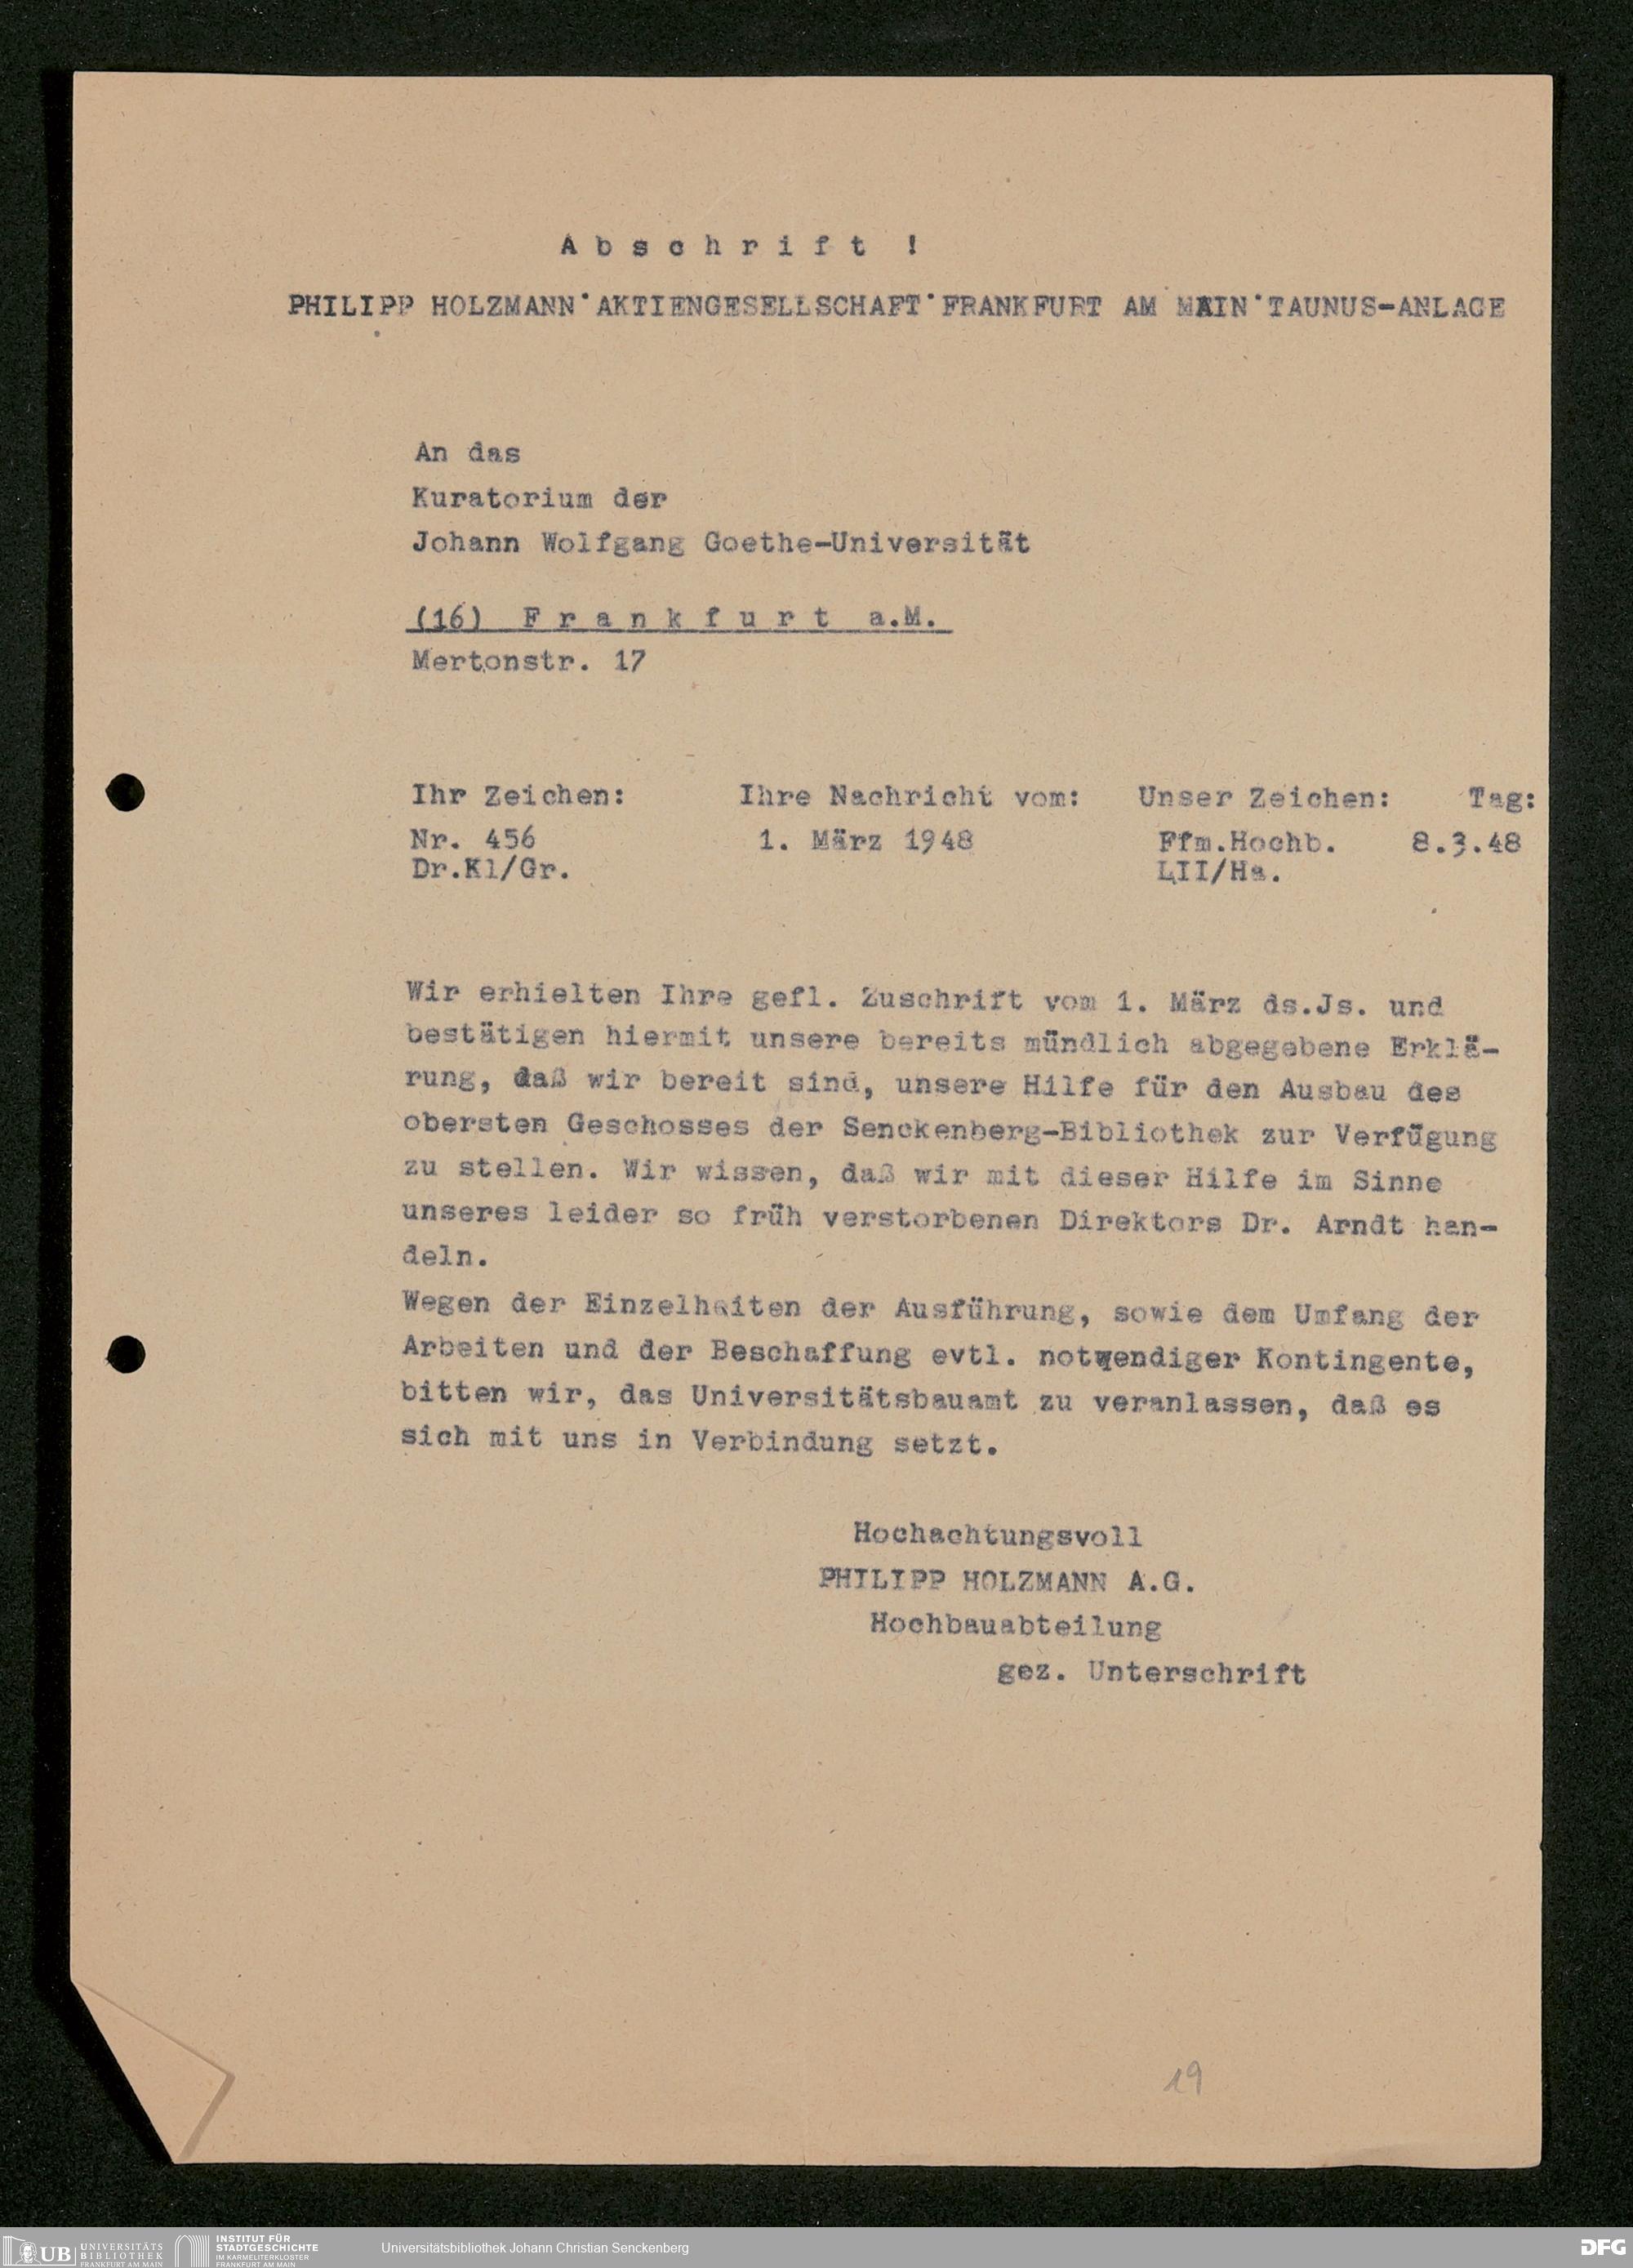 A b s c h r i f t !
PHILIPP HOLZMANN·AKTIENGESELLSCHAFT·FRANKFURT AM MAIN·TAUNUS-ANLAGE
An das
Kuratorium der
Johann Wolfgang Goethe-Universität
(16) F r a n k f u r t a.M.
Mertonstr. 17
Ihr Zeichen: Ihre Nachricht vom: Unser Zeichen: Tag:
Nr. 456 1. März 1948 Ffm.Hochb. 8.3.48
Dr.Kl/Gr. LII/Ha.
Wir erhielten Ihre gefl. Zuschrift vom 1. März ds.Js. und
bestätigen hiermit unsere bereits mündlich abgegebene Erklä-
rung, daß wir bereit sind, unsere Hilfe für den Ausbau des
obersten Geschosses der Senckenberg-Bibliothek zur Verfügung
zu stellen. Wir wissen, daß wir mit dieser Hilfe im Sinne
unseres leider so früh verstorbenen Direktors Dr. Arndt han-
deln.
Wegen der Einzelheiten der Ausführung, sowie dem Umfang der
Arbeiten und der Beschaffung evtl. notwendiger Kontingente,
bitten wir, das Universitätsbauamt zu veranlassen, daß es
sich mit uns in Verbindung setzt.
Hochachtungsvoll
PHILIPP HOLZMANN A.G.
Hochbauabteilung
gez. Unterschrift
19
UB UNIVERSITÄTS
BIBLIOTHEK
FRANKFURT AM MAIN
INSTITUT FÜR
STADTGESCHICHTE
IM KARMELITERKLOSTER
FRANKFURT AM MAIN
Universitätsbibliothek Johann Christian Senckenberg
DFG